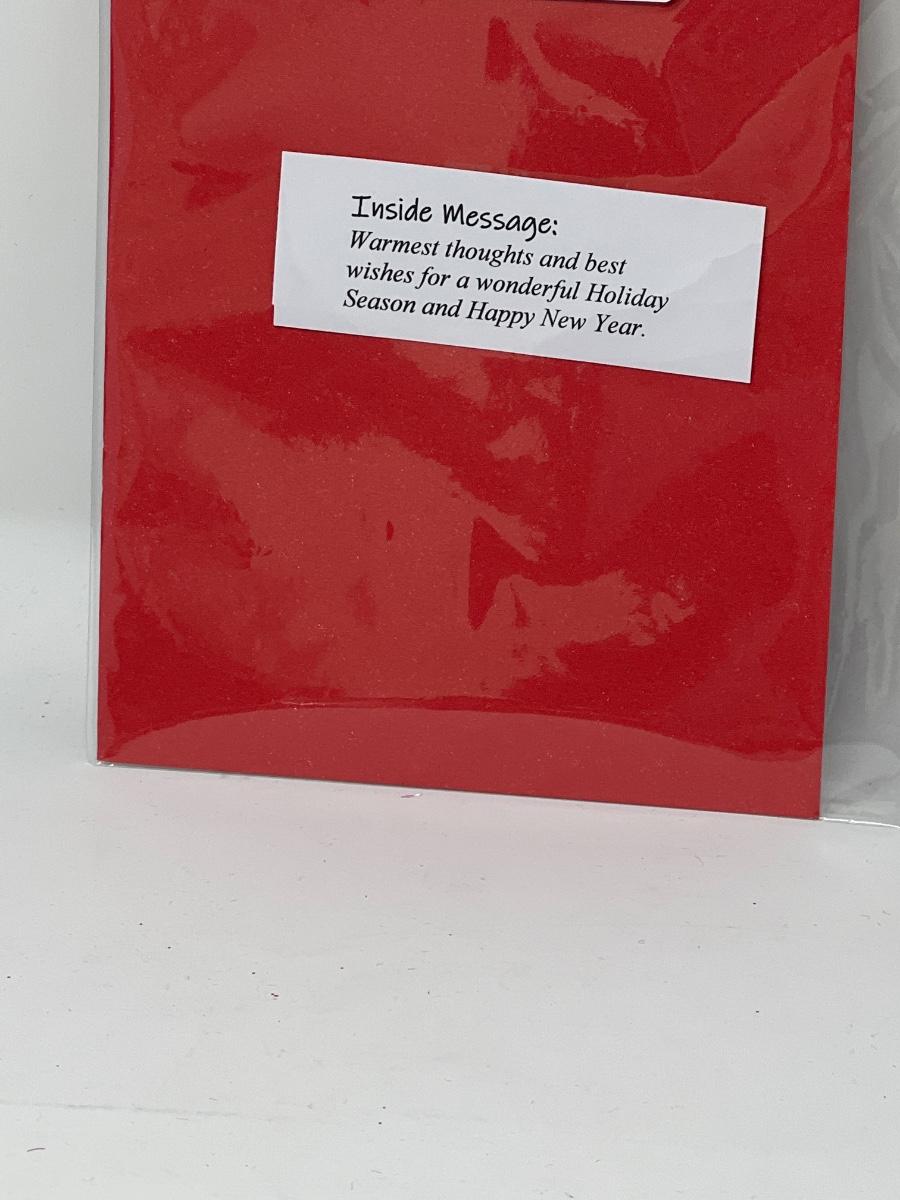 Inside Message:
Warmest thoughts and best
wishes for a wonderful Holiday
Season and Happy New Year.